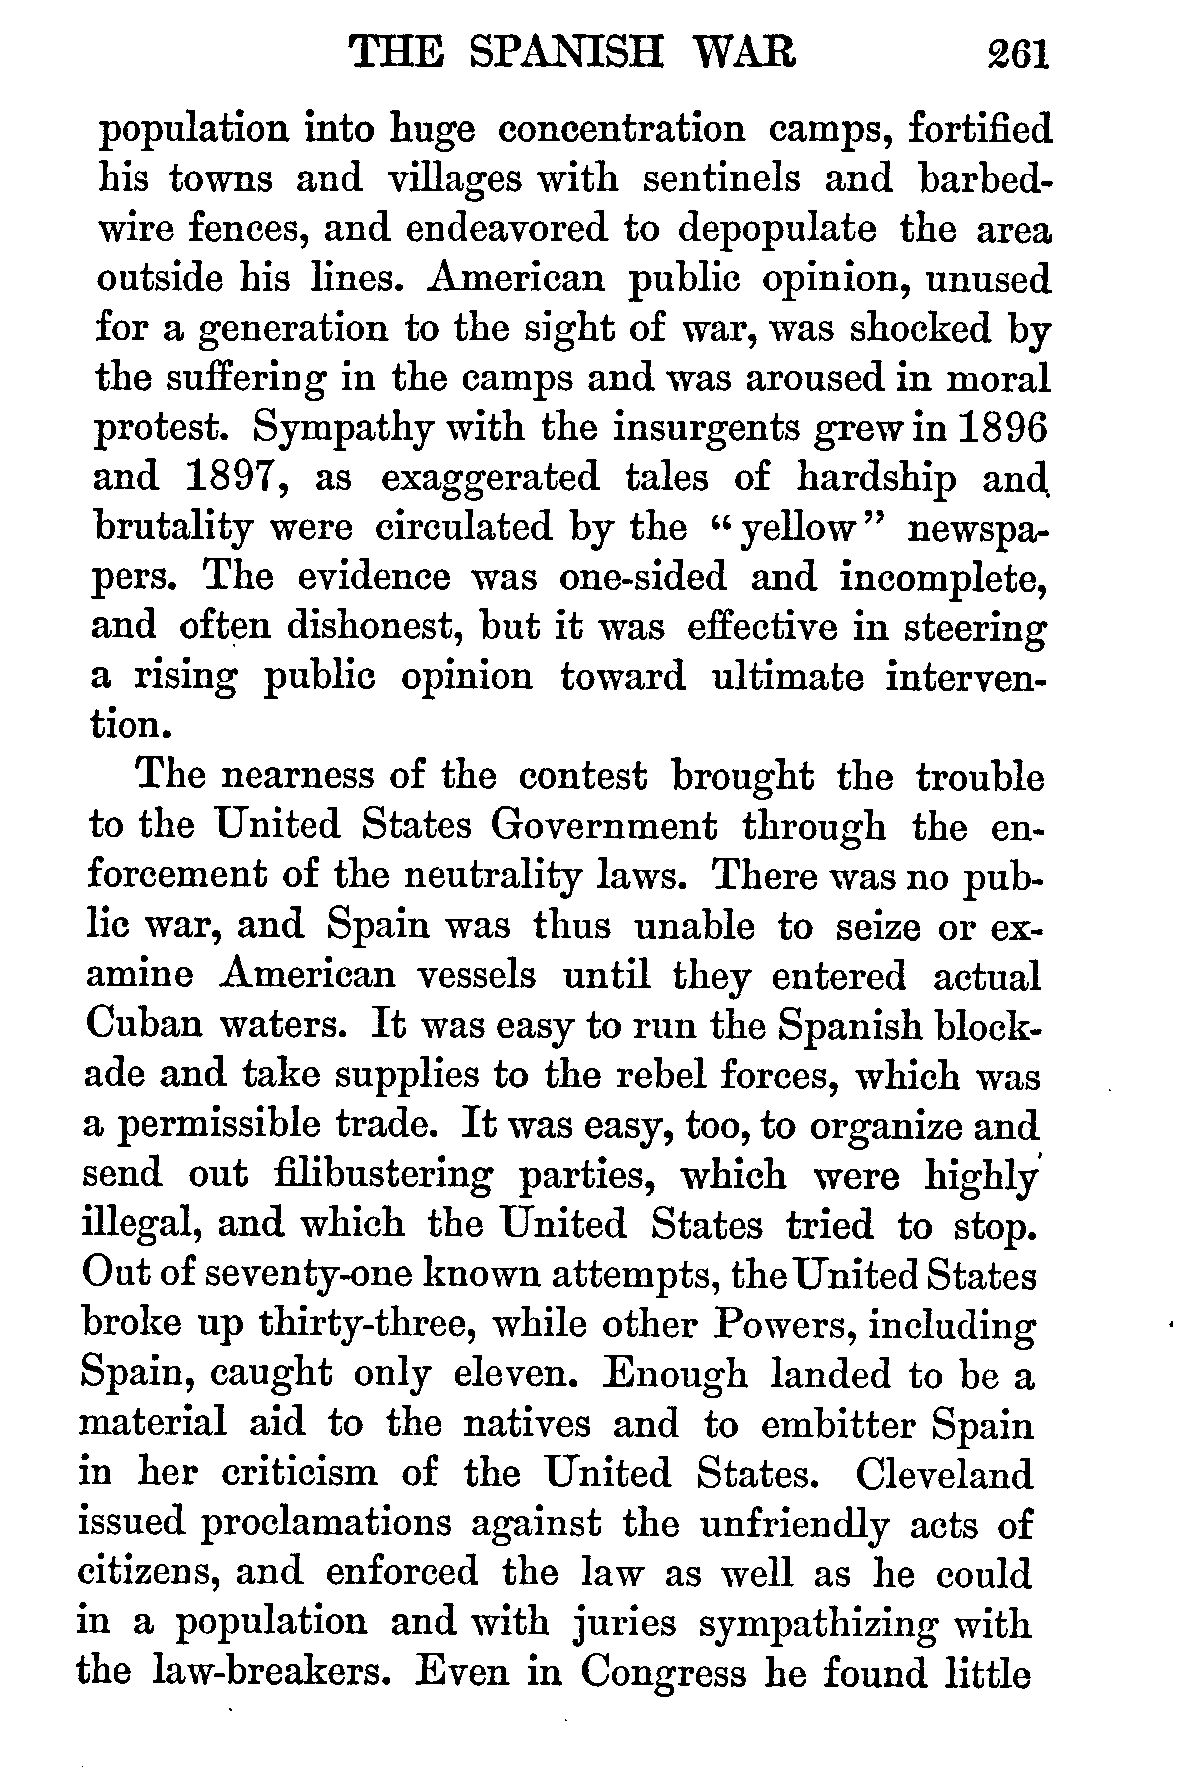 THE SPANISH WAR 261
population into huge concentration camps, fortified
his towns and villages with sentinels and barbed-
wire fences, and endeavored to depopulate the area
outside his lines. American public opinion, unused
for a generation to the sight of war, was shocked by
the suffering in the camps and was aroused in moral
protest. Sympathy with the insurgents grew in 1896
and 1897, as exaggerated tales of hardship and
brutality were circulated by the “yellow” newspa-
pers. The evidence was one-sided and incomplete,
and often dishonest, but it was effective in steering
a rising public opinion toward ultimate interven-
tion.
The nearness of the contest brought the trouble
to the United States Government through the en-
forcement of the neutrality laws. There was no pub-
lic war, and Spain was thus unable to seize or ex-
amine American vessels until they entered actual
Cuban waters. It was easy to run the Spanish block-
ade and take supplies to the rebel forces, which was
a permissible trade. It was easy, too, to organize and
send out filibustering parties, which were highly
illegal, and which the United States tried to stop.
Out of seventy-one known attempts, the United States
broke up thirty-three, while other Powers, including
Spain, caught only eleven. Enough landed to be a
material aid to the natives and to embitter Spain
in her criticism of the United States. Cleveland
issued proclamations against the unfriendly acts of
citizens, and enforced the law as well as he could
in a population and with juries sympathizing with
the law-breakers. Even in Congress he found little